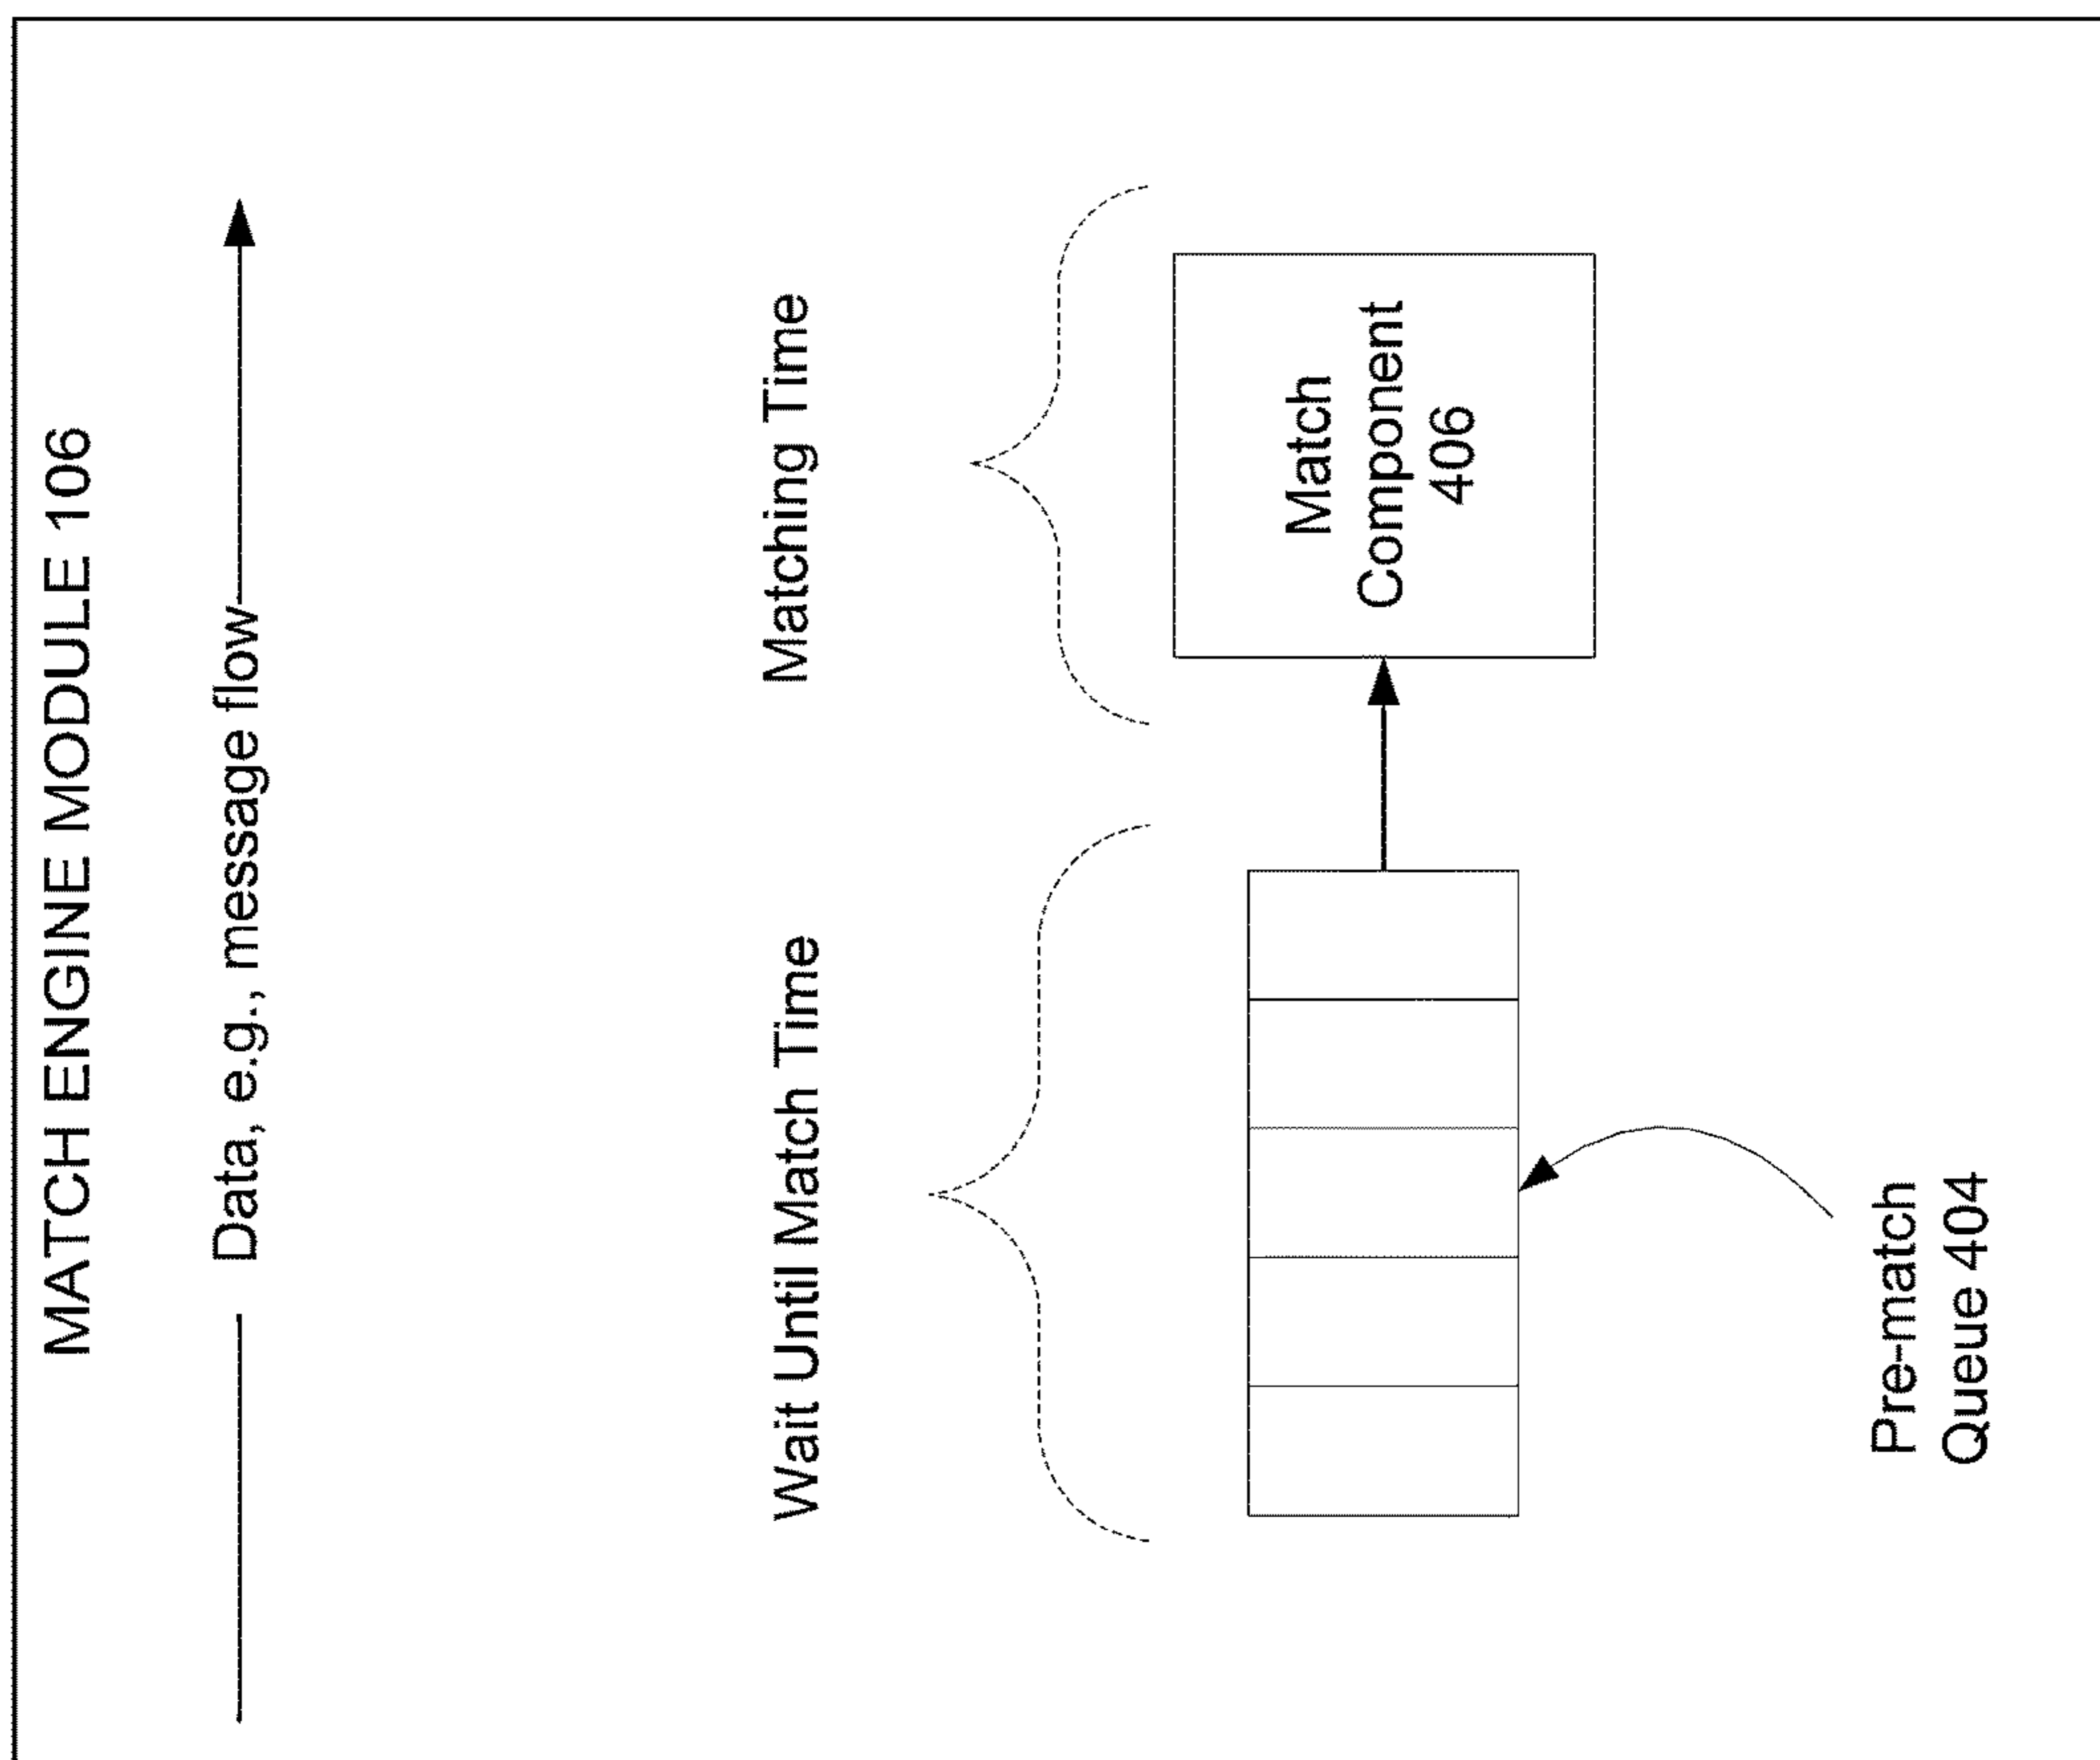 MATCH ENGINE MODULE 106
Data, e.g., message flow
Wait Until Match Time
Matching Time
Match
Component
406
Pre-match
Queue 404